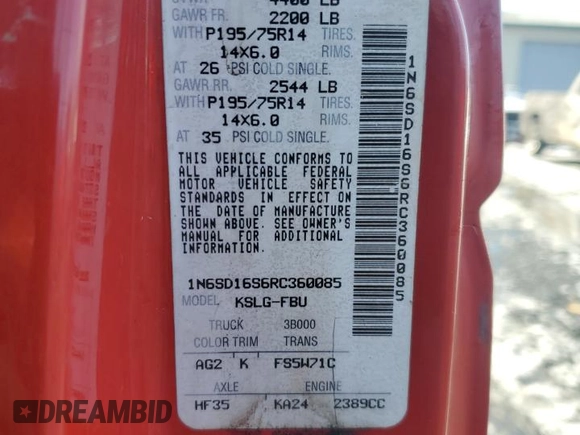 4400 LB
GAWR FR. 2200 LB
WITH P195/75R14 TIRES.
14X6.0 RIMS.
AT 26 PSI COLD SINGLE.
GAWR RR. 2544 LB
WITH P195/75R14 TIRES.
14X6.0 RIMS.
AT 35 PSI COLD SINGLE.
THIS VEHICLE CONFORMS TO
ALL APPLICABLE FEDERAL
MOTOR VEHICLE SAFETY
STANDARDS IN EFFECT ON
THE DATE OF MANUFACTURE
SHOWN ABOVE. SEE OWNER'S
MANUAL FOR ADDITIONAL
INFORMATION.
1N6SD16S6RC360085
MODEL KSLG-FBU
TRUCK 3B000
COLOR TRIM TRANS
AG2 K FS5W71C
AXLE ENGINE
HF35 KA24 2389CC
1N6SD16S6RC360085
DREAMBID